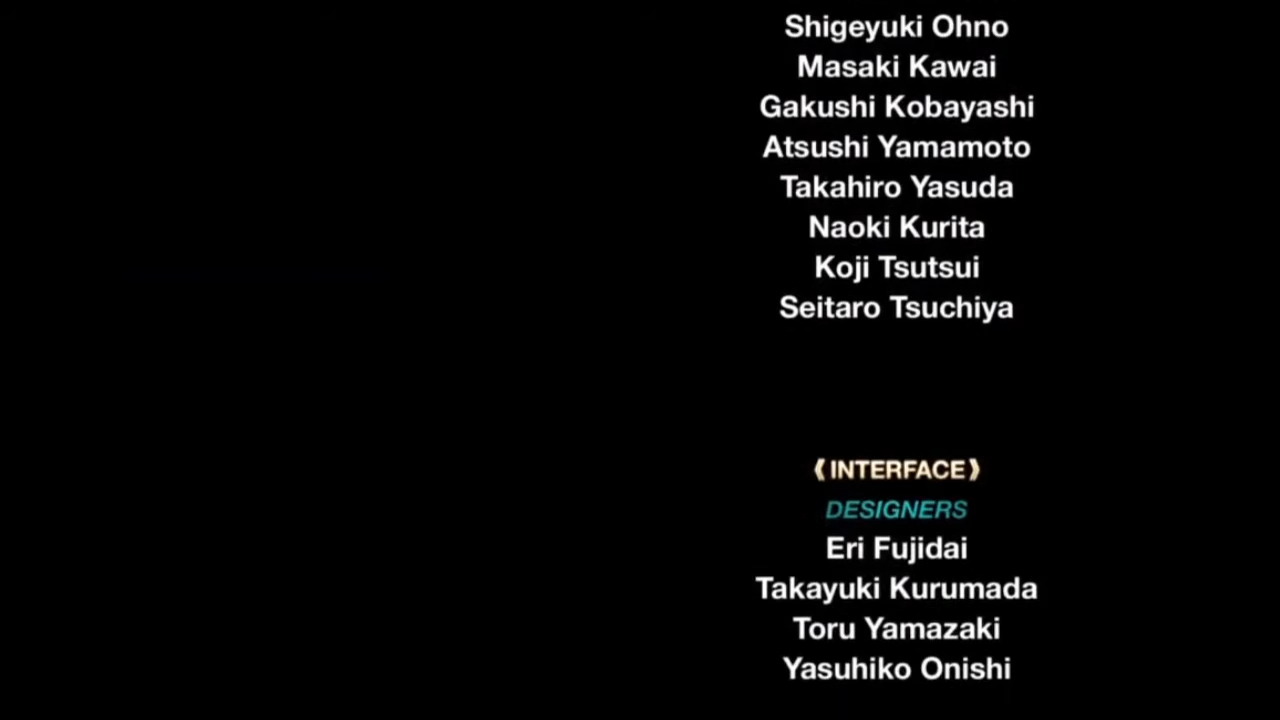 Shigeyuki Ohno
Masaki Kawai
Gakushi Kobayashi
Atsushi Yamamoto
Takahiro Yasuda
Naoki Kurita
Koji Tsutsui
Seitaro Tsuchiya
⟪INTERFACE⟫
DESIGNERS
Eri Fujidai
Takayuki Kurumada
Toru Yamazaki
Yasuhiko Onishi